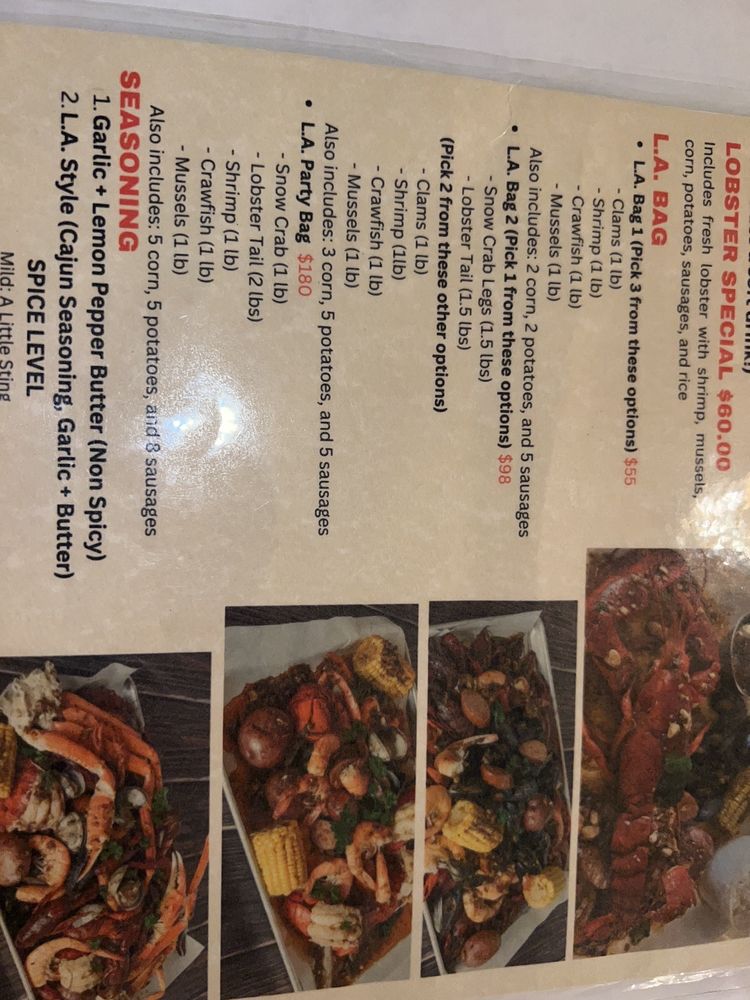 LOBSTER SPECIAL $60.00
Includes fresh lobster with shrimp, mussels,
corn, potatoes, sausages, and rice
L.A. BAG
• L.A. Bag 1 (Pick 3 from these options) $55
- Clams (1 lb)
- Shrimp (1 lb)
- Crawfish (1 lb)
- Mussels (1 lb)
Also includes: 2 corn, 2 potatoes, and 5 sausages
• L.A. Bag 2 (Pick 1 from these options) $98
- Snow Crab Legs (1.5 lbs)
- Lobster Tail (1.5 lbs)
(Pick 2 from these other options)
- Clams (1 lb)
- Shrimp (1lb)
- Crawfish (1 lb)
- Mussels (1 lb)
Also includes: 3 corn, 5 potatoes, and 5 sausages
• L.A. Party Bag $180
- Snow Crab (1 lb)
- Lobster Tail (2 lbs)
- Shrimp (1 lb)
- Crawfish (1 lb)
- Mussels (1 lb)
Also includes: 5 corn, 5 potatoes, and 8 sausages
SEASONING
1. Garlic + Lemon Pepper Butter (Non Spicy)
2. L.A. Style (Cajun Seasoning, Garlic + Butter)
SPICE LEVEL
Mild: A Little Sting